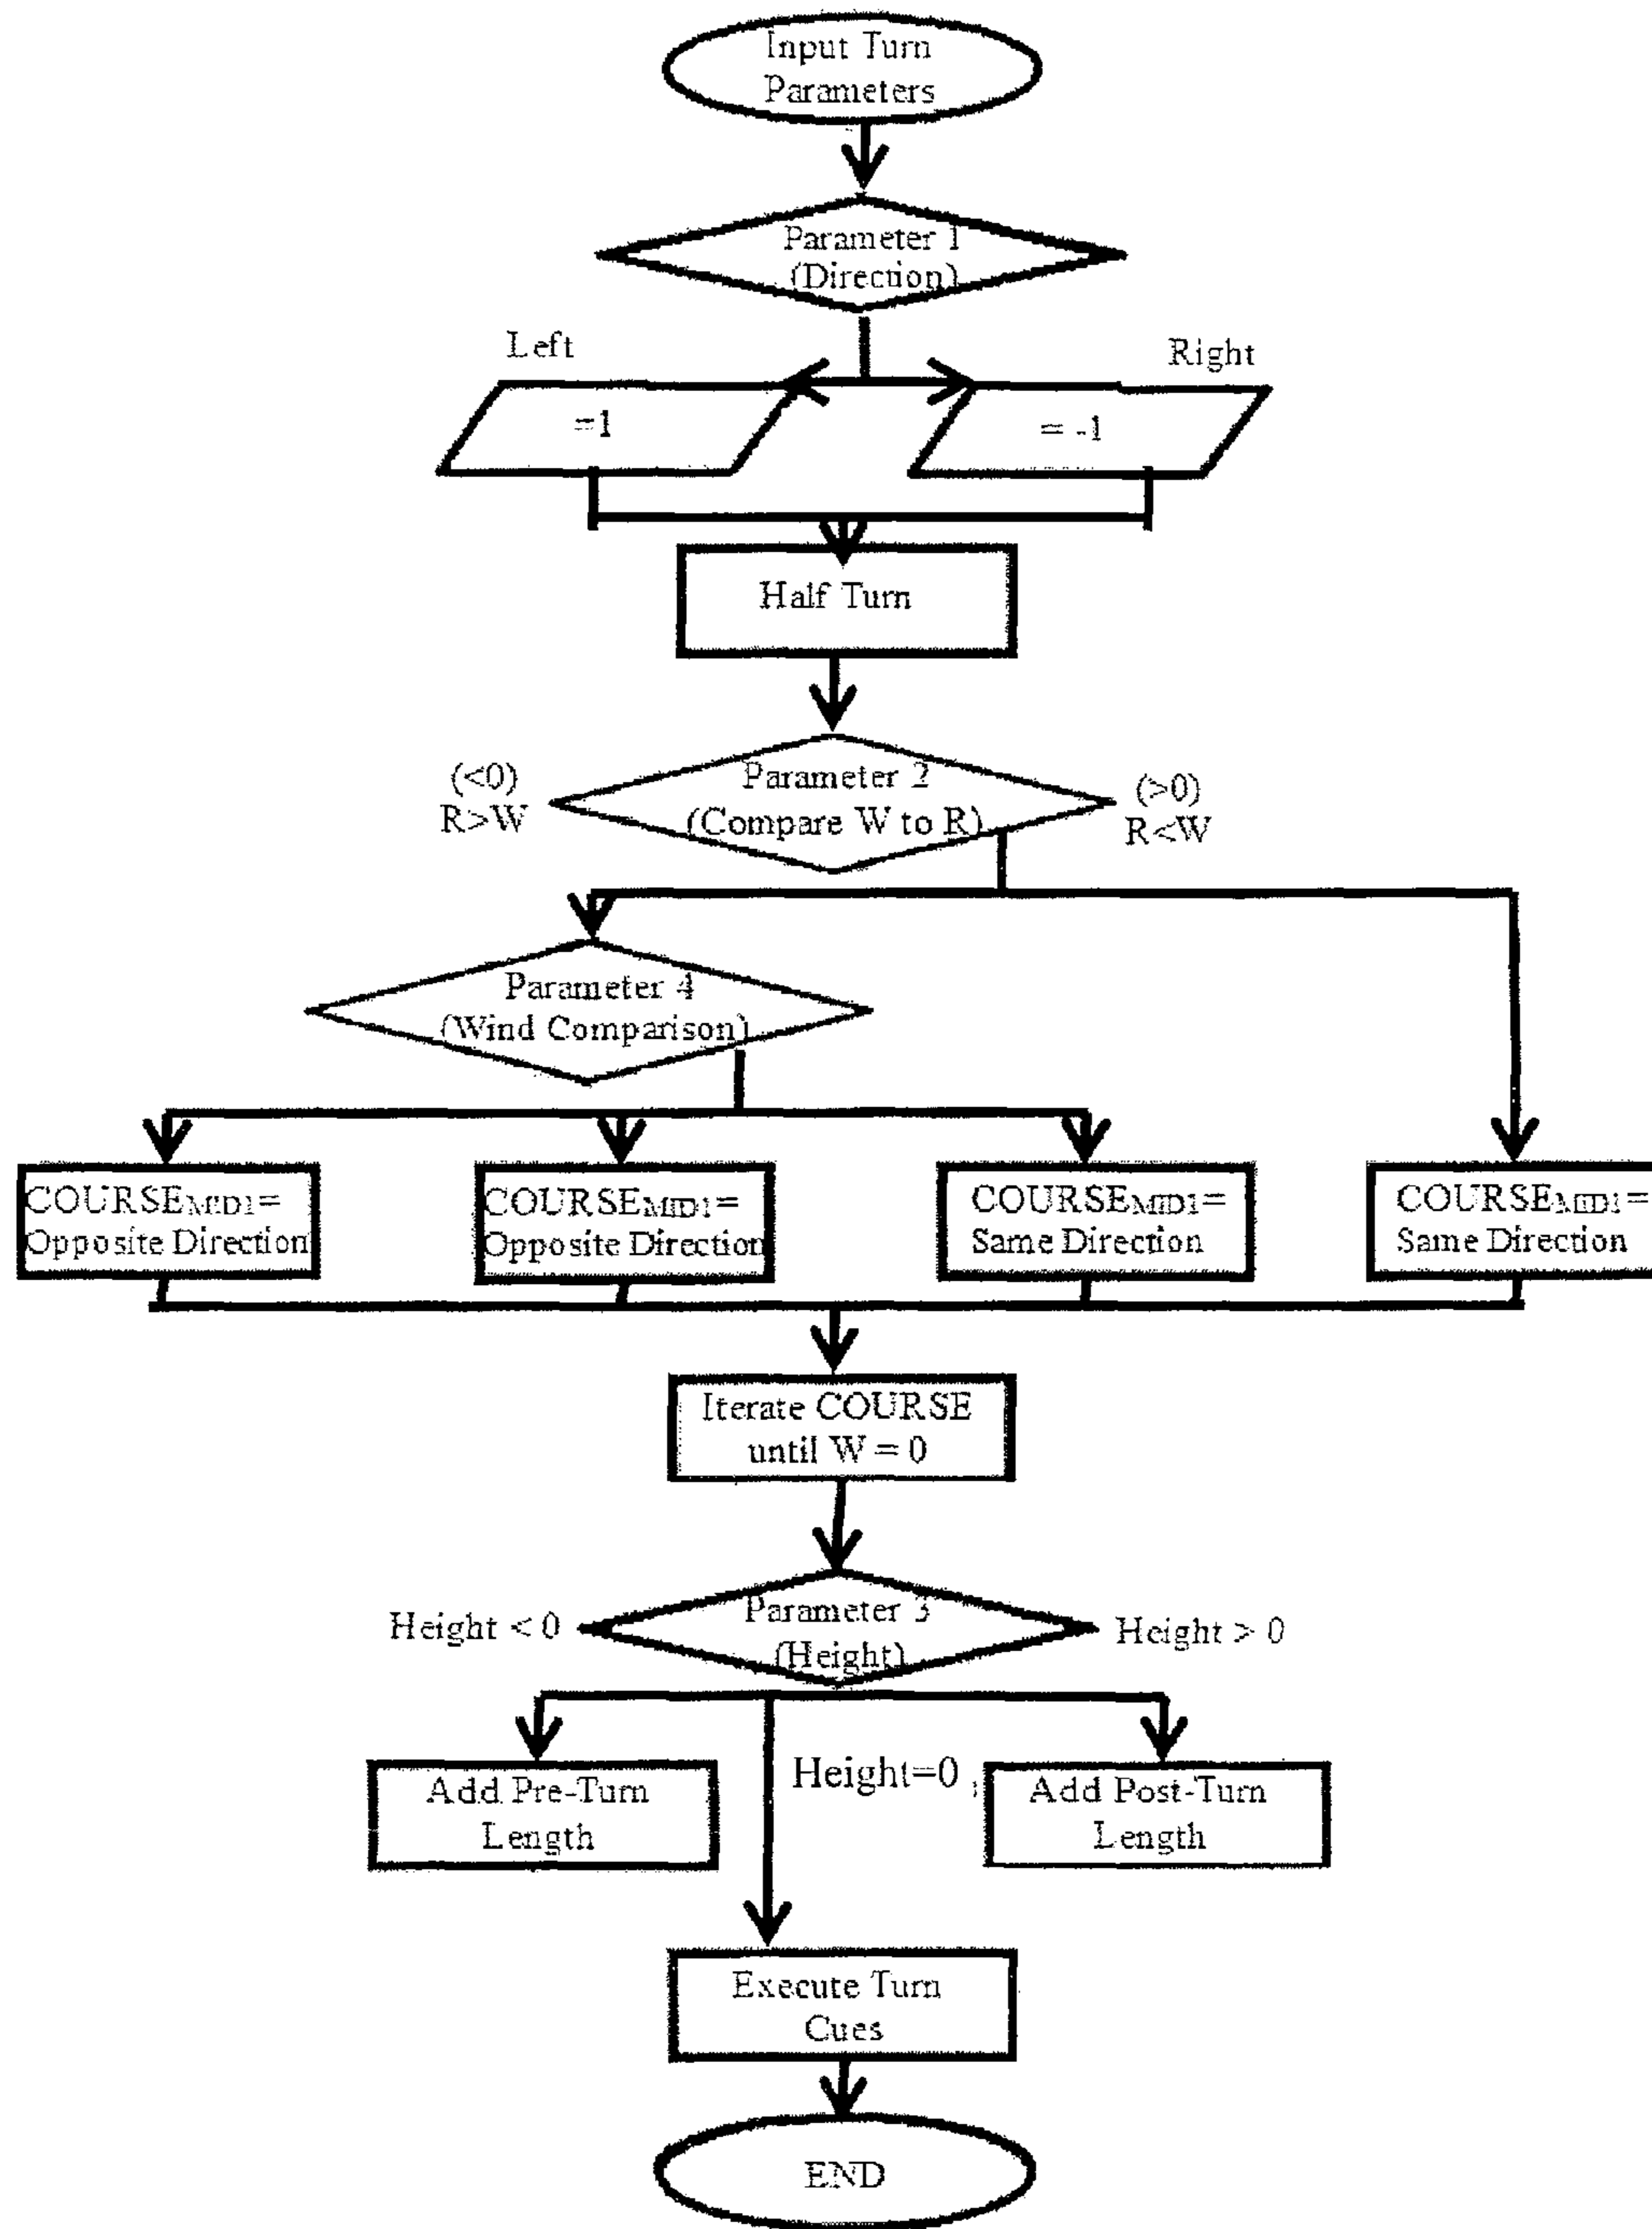 Input Turn
Parameters
Parameter 1
(Direction)
Left
Right
=1
= -1
Half Turn
(<0)
R>W
Parameter 2
(Compare W to R)
(>0)
R<W
Parameter 4
(Wind Comparison)
COURSEMID1=
Opposite Direction
COURSEMID1=
Opposite Direction
COURSEMID1=
Same Direction
COURSEMID1=
Same Direction
Iterate COURSE
until W = 0
Height < 0
Parameter 3
(Height)
Height > 0
Add Pre-Turn
Length
Height=0
Add Post-Turn
Length
Execute Turn
Cues
END